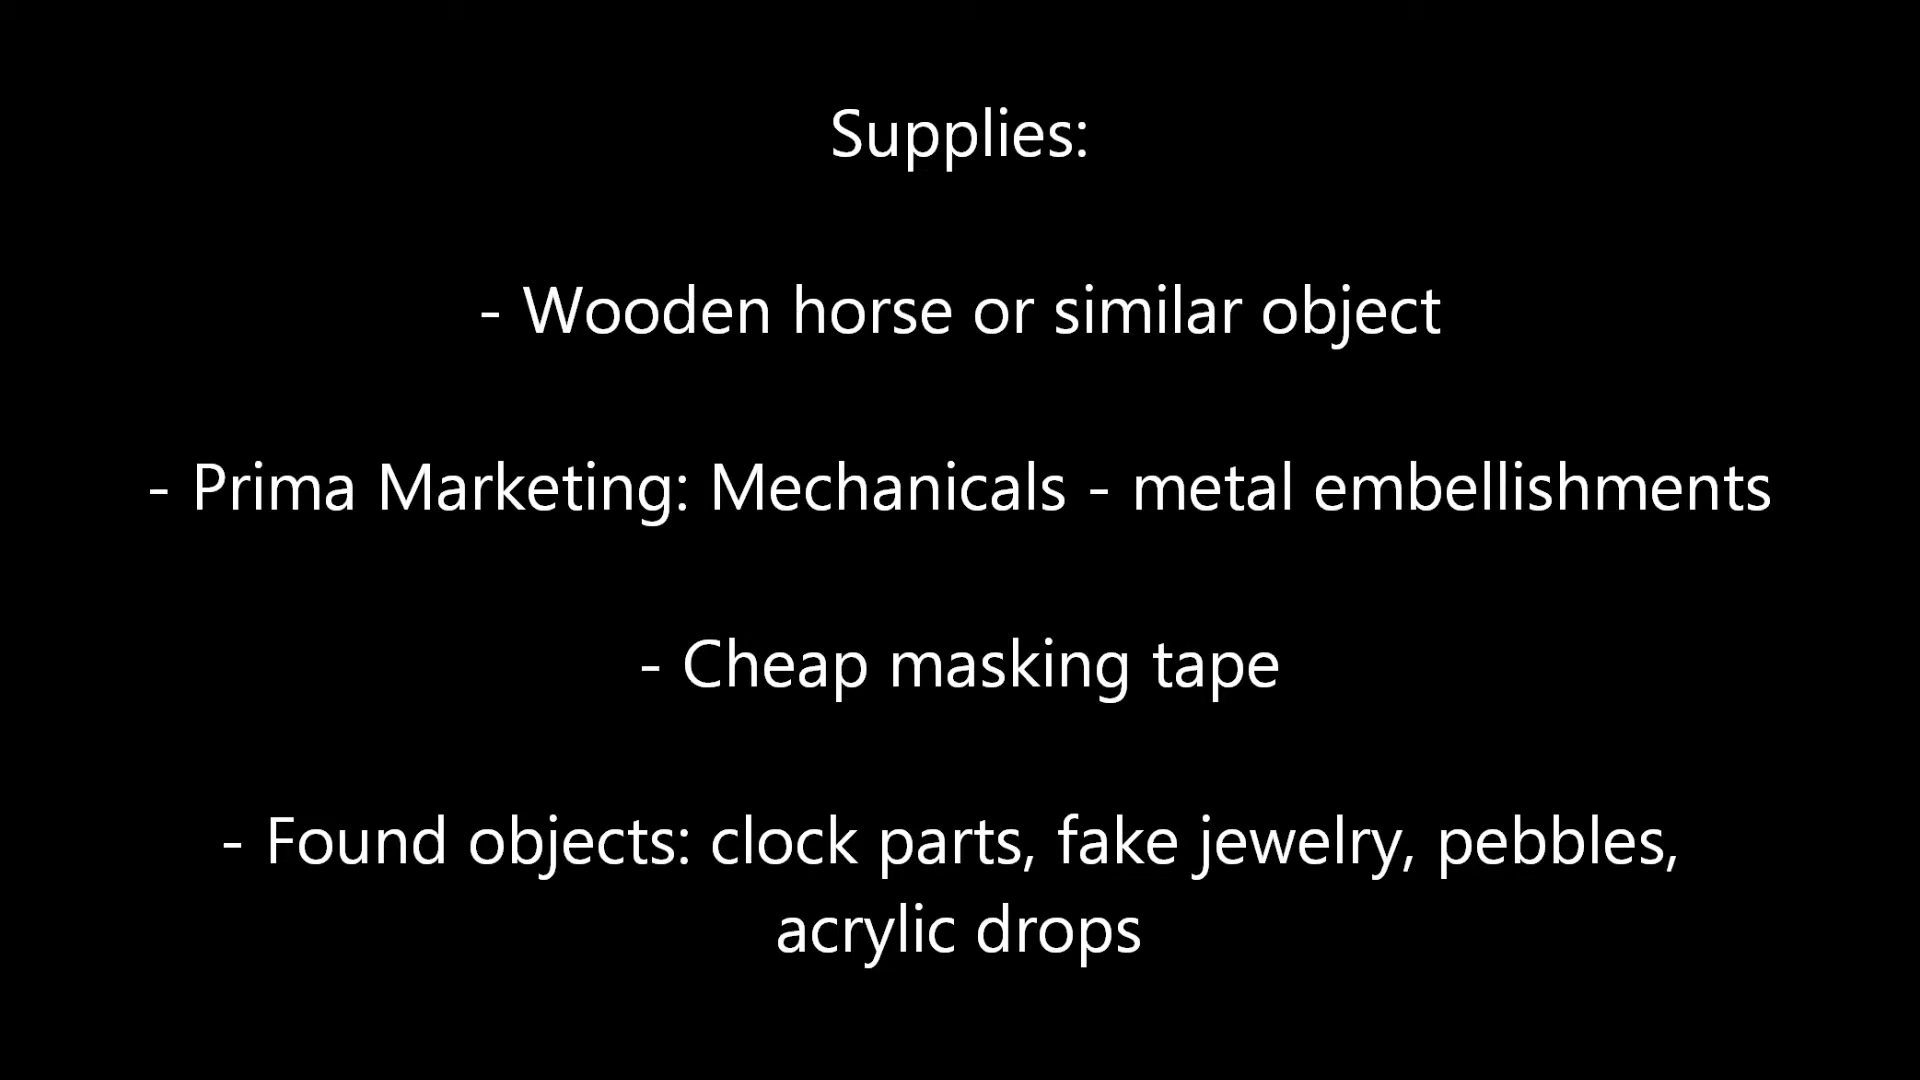 Supplies:
- Wooden horse or similar object
- Prima Marketing: Mechanicals - metal embellishments
- Cheap masking tape
- Found objects: clock parts, fake jewelry, pebbles,
acrylic drops